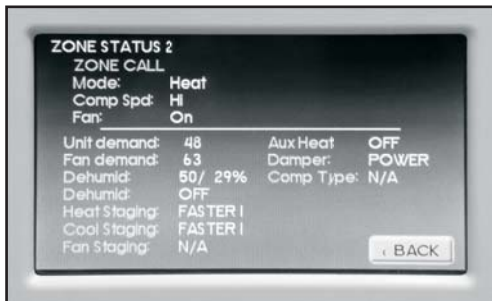 ZONE STATUS 2
ZONE CALL
Mode: Heat
Comp Spd: HI
Fan: On
Unit demand: 48 Aux Heat OFF
Fan demand: 63 Damper: POWER
Dehumid: 50/ 29% Comp Type: N/A
Dehumid: OFF
Heat Staging: FASTER I
Cool Staging: FASTER I
Fan Staging: N/A
‹ BACK